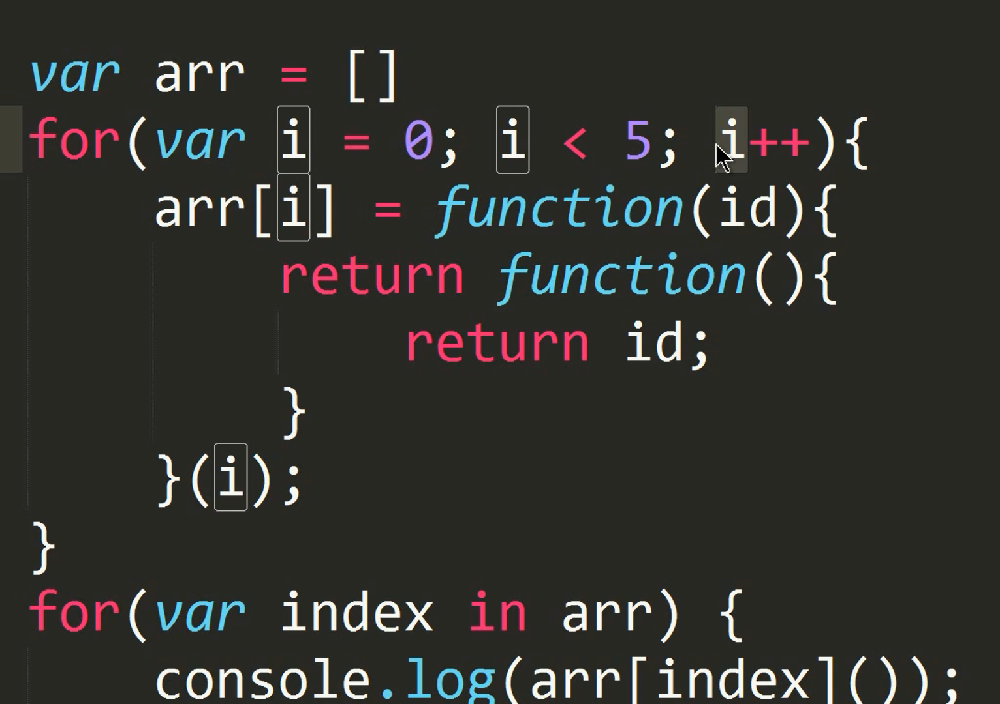 var arr = []
for(var i = 0; i < 5; i++){
arr[i] = function(id){
return function(){
return id;
}
}(i);
}
for(var index in arr) {
console.log(arr[index]());